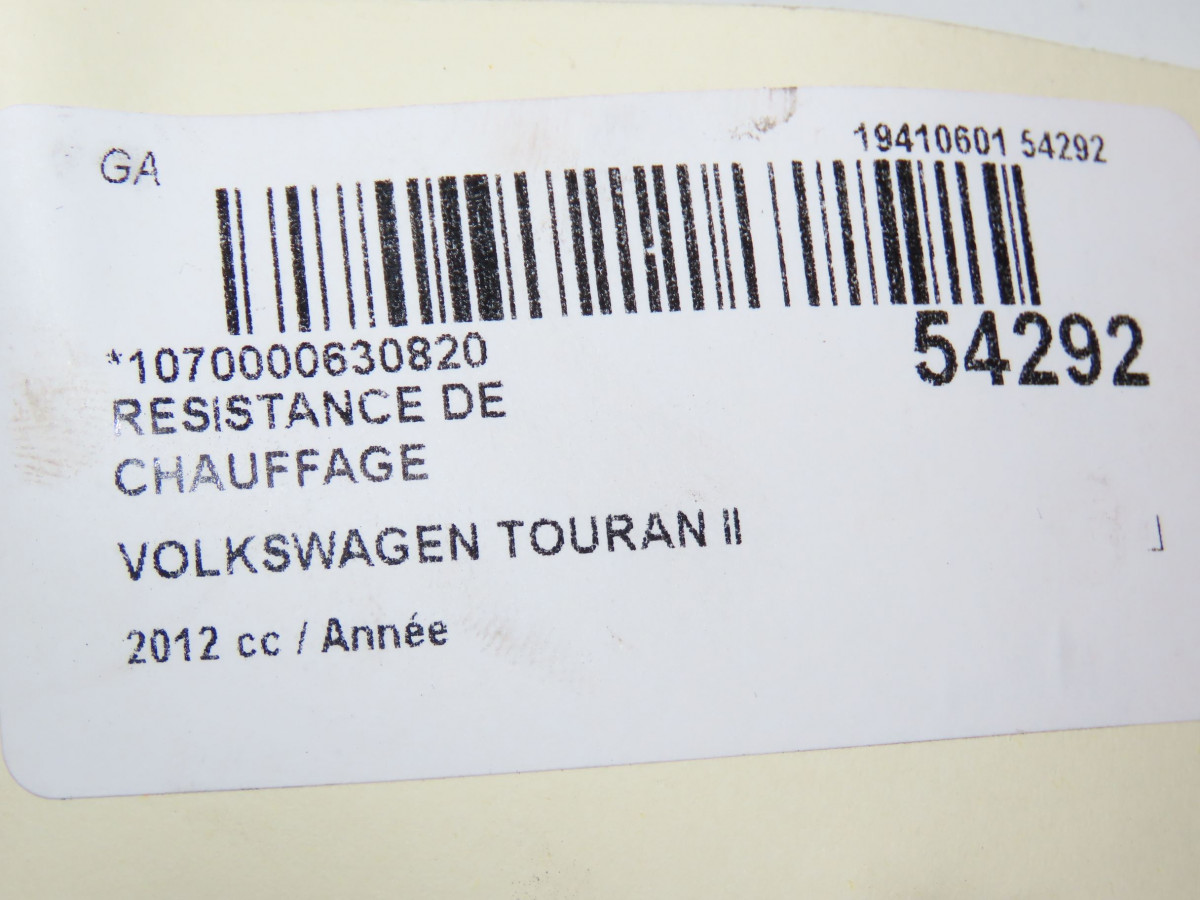 GA
19410601 54292
*1070000630820
54292
RESISTANCE DE
CHAUFFAGE
VOLKSWAGEN TOURAN II
2012 cc / Année